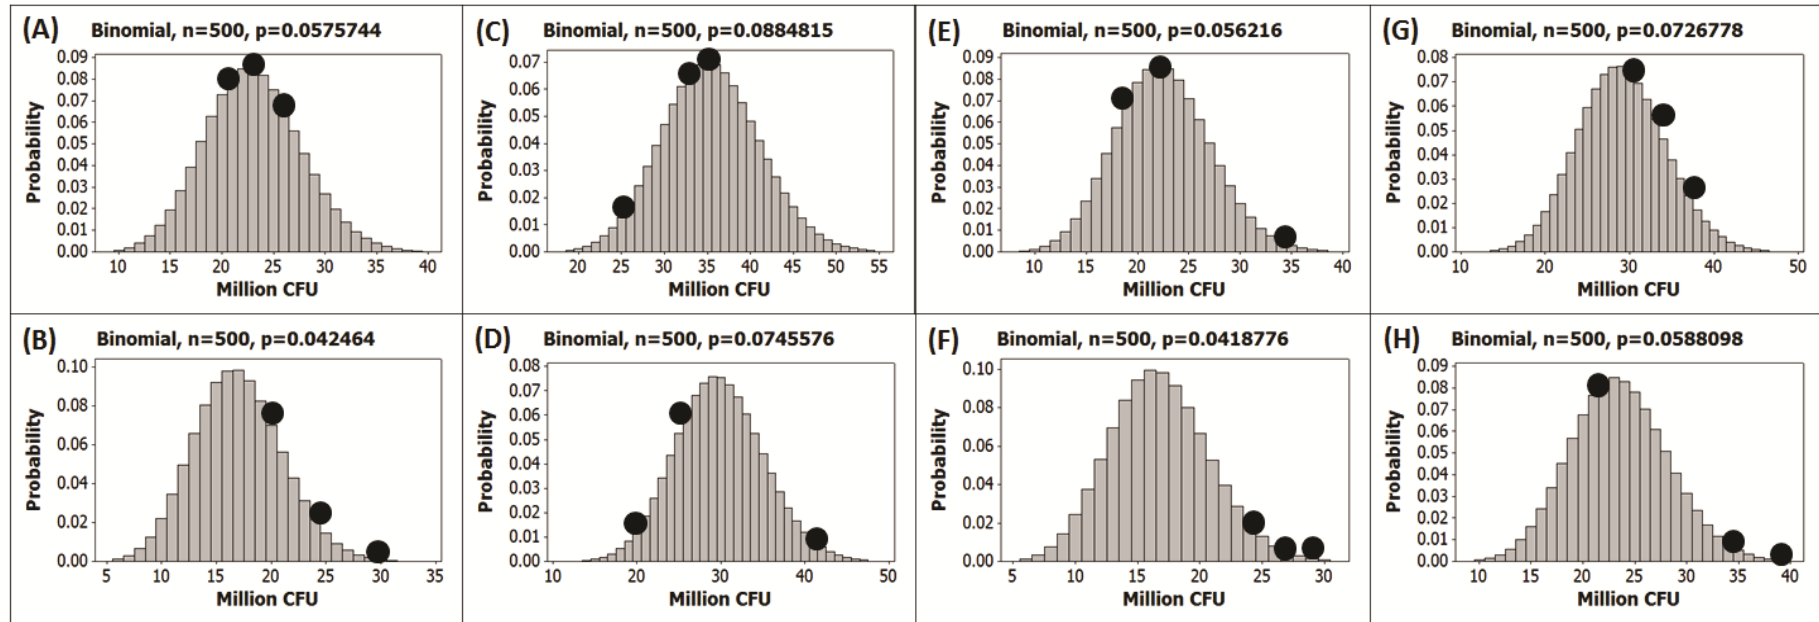 (A)
Binomial, n=500, p=0.0575744
Probability
0.09
0.08
0.07
0.06
0.05
0.04
0.03
0.02
0.01
0.00
10 15 20 25 30 35 40
Million CFU
(C)
Binomial, n=500, p=0.0884815
Probability
0.07
0.06
0.05
0.04
0.03
0.02
0.01
0.00
20 25 30 35 40 45 50 55
Million CFU
(E)
Binomial, n=500, p=0.056216
Probability
0.09
0.08
0.07
0.06
0.05
0.04
0.03
0.02
0.01
0.00
10 15 20 25 30 35 40
Million CFU
(G)
Binomial, n=500, p=0.0726778
Probability
0.08
0.07
0.06
0.05
0.04
0.03
0.02
0.01
0.00
10 20 30 40 50
Million CFU
(B)
Binomial, n=500, p=0.042464
Probability
0.10
0.08
0.06
0.04
0.02
0.00
5 10 15 20 25 30 35
Million CFU
(D)
Binomial, n=500, p=0.0745576
Probability
0.08
0.07
0.06
0.05
0.04
0.03
0.02
0.01
0.00
10 20 30 40 50
Million CFU
(F)
Binomial, n=500, p=0.0418776
Probability
0.10
0.08
0.06
0.04
0.02
0.00
5 10 15 20 25 30
Million CFU
(H)
Binomial, n=500, p=0.0588098
Probability
0.09
0.08
0.07
0.06
0.05
0.04
0.03
0.02
0.01
0.00
10 15 20 25 30 35 40
Million CFU